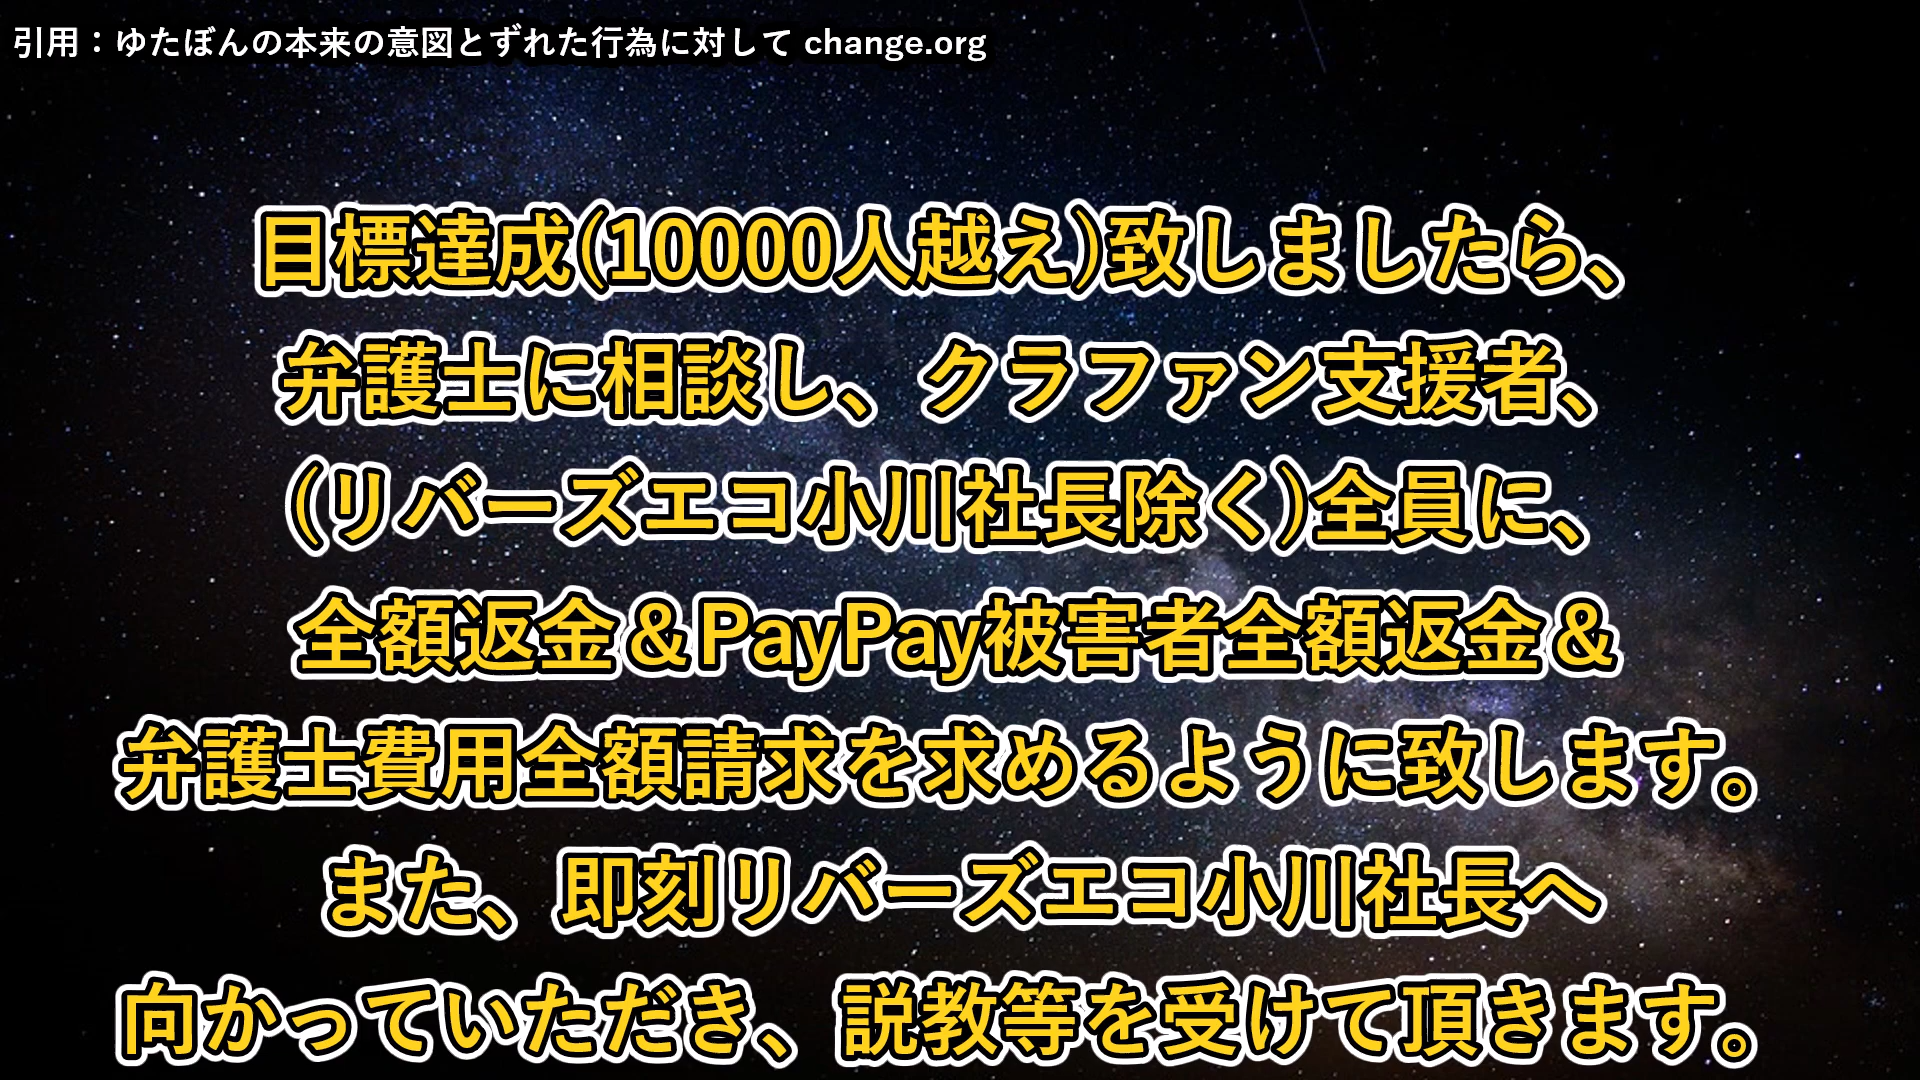 引用：ゆたぼんの本来の意図とずれた行為に対して change.org
目標達成(10000人越え)致しましたら、
弁護士に相談し、クラファン支援者、
(リバーズエコ小川社長除く)全員に、
全額返金＆PayPay被害者全額返金＆
弁護士費用全額請求を求めるように致します。
また、即刻リバーズエコ小川社長へ
向かっていただき、説教等を受けて頂きます。